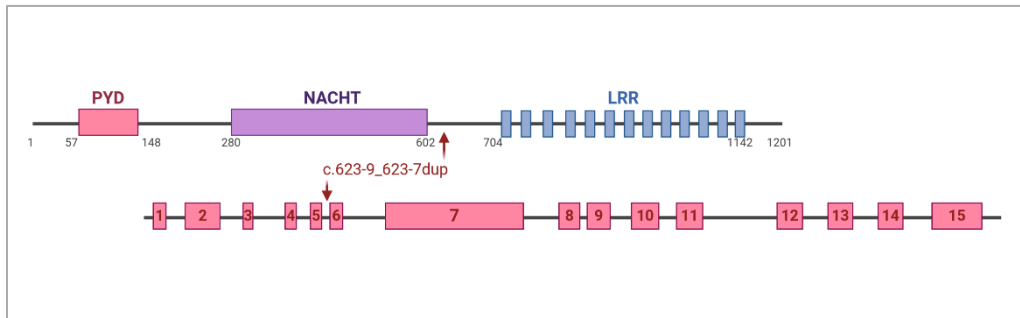 PYD NACHT LRR
1 57 148 280 602 704 1142 1201
c.623-9_623-7dup
1 2 3 4 5 6 7 8 9 10 11 12 13 14 15